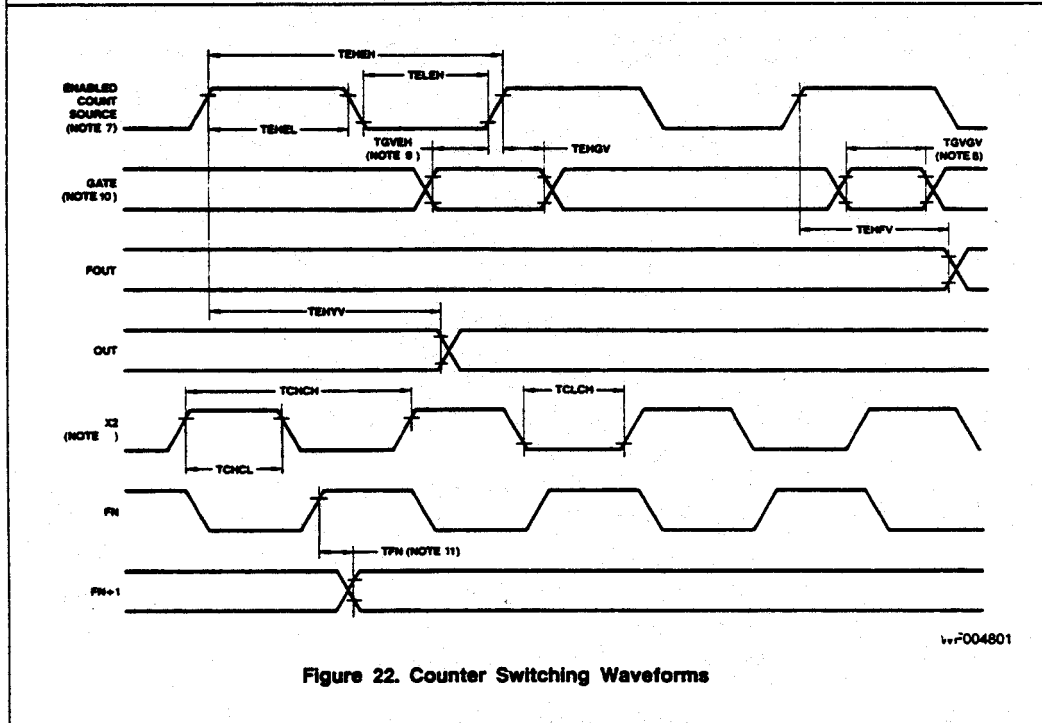 TEHEH
TELEH
ENABLED
COUNT
SOURCE
(NOTE 7)
TEHEL
TGVEH
(NOTE 9)
TEHGV
TGVGV
(NOTE 8)
GATE
(NOTE 10)
TEHFV
FOUT
TEHYV
OUT
TCHCH
TCLCH
X2
(NOTE )
TCHCL
FN
TFN (NOTE 11)
FN+1
004801
Figure 22. Counter Switching Waveforms